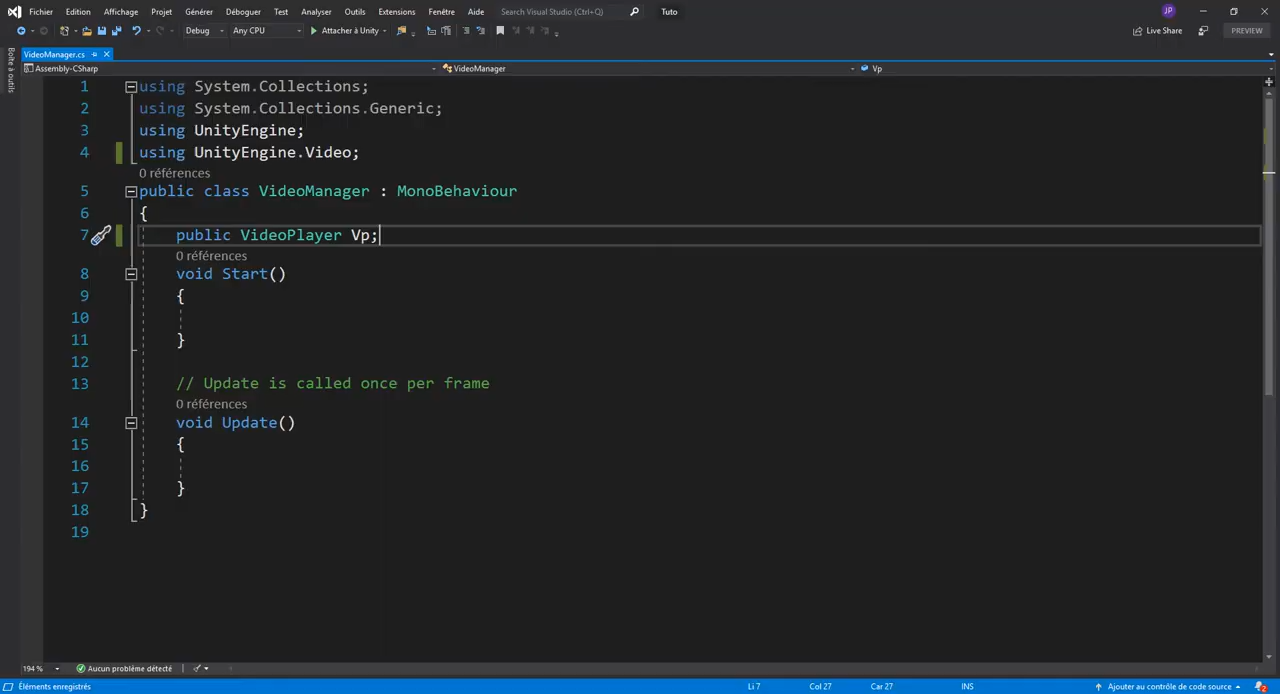 Fichier Edition Affichage Projet Générer Déboguer Test Analyser Outils Extensions Fenêtre Aide Search Visual Studio (Ctrl+Q) Tuto JP
Debug Any CPU Attacher à Unity Live Share PREVIEW
Boîte à outils
VideoManager.cs
Assembly-CSharp VideoManager Vp
1 using System.Collections;
2 using System.Collections.Generic;
3 using UnityEngine;
4 using UnityEngine.Video;
0 références
5 public class VideoManager : MonoBehaviour
6 {
7 public VideoPlayer Vp;
0 références
8 void Start()
9 {
10
11 }
12
13 // Update is called once per frame
0 références
14 void Update()
15 {
16
17 }
18 }
19
194 % Aucun problème détecté
Éléments enregistrés Li 7 Col 27 Car 27 INS Ajouter au contrôle de code source 2